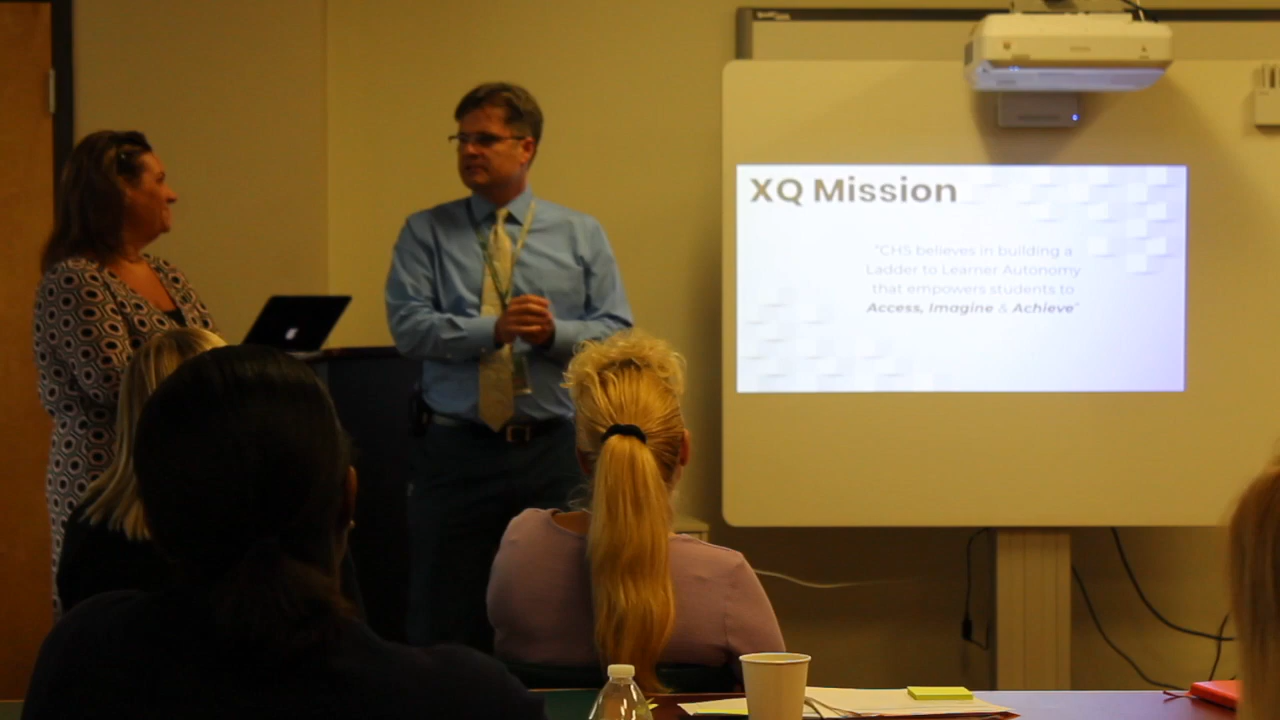 XQ Mission
"CHS believes in building a
Ladder to Learner Autonomy
that empowers students to
Access, Imagine & Achieve"